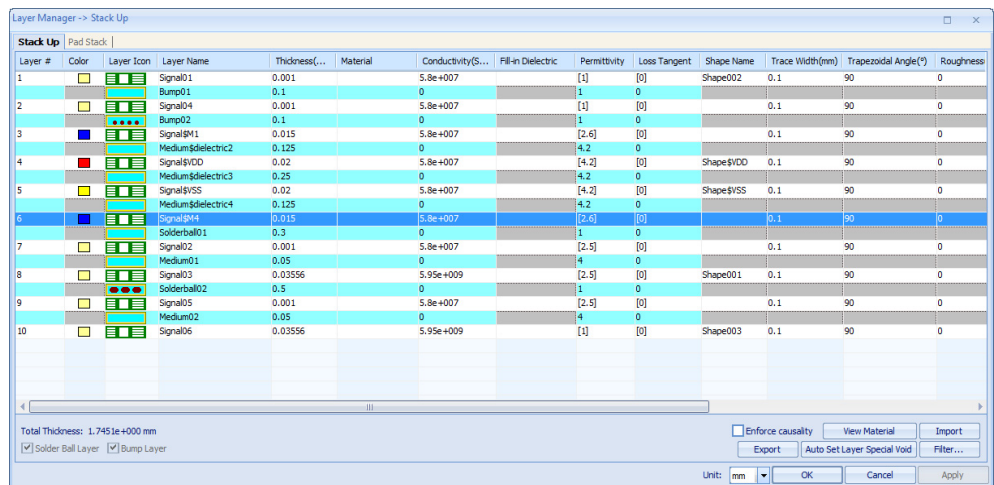 Layer Manager -> Stack Up
Stack Up Pad Stack
Layer # Color Layer Icon Layer Name Thickness(... Material Conductivity(S... Fill-in Dielectric Permittivity Loss Tangent Shape Name Trace Width(mm) Trapezoidal Angle(°) Roughness
1 Signal01 0.001 5.8e+007 [1] [0] Shape002 0.1 90 0
Bump01 0.1 0 1 0
2 Signal04 0.001 5.8e+007 [1] [0] 0.1 90 0
Bump02 0.1 0 1 0
3 Signal$M1 0.015 5.8e+007 [2.6] [0] 0.1 90 0
Medium$dielectric2 0.125 0 4.2 0
4 Signal$VDD 0.02 5.8e+007 [4.2] [0] Shape$VDD 0.1 90 0
Medium$dielectric3 0.25 0 4.2 0
5 Signal$VSS 0.02 5.8e+007 [4.2] [0] Shape$VSS 0.1 90 0
Medium$dielectric4 0.125 0 4.2 0
6 Signal$M4 0.015 5.8e+007 [2.6] [0] 0.1 90 0
Solderball01 0.3 0 1 0
7 Signal02 0.001 5.8e+007 [2.5] [0] 0.1 90 0
Medium01 0.05 0 4 0
8 Signal03 0.03556 5.95e+009 [2.5] [0] Shape001 0.1 90 0
Solderball02 0.5 0 1 0
9 Signal05 0.001 5.8e+007 [2.5] [0] 0.1 90 0
Medium02 0.05 0 4 0
10 Signal06 0.03556 5.95e+009 [1] [0] Shape003 0.1 90 0
Total Thickness: 1.7451e+000 mm
Enforce causality View Material Import
Solder Ball Layer Bump Layer
Export Auto Set Layer Special Void Filter...
Unit: mm OK Cancel Apply